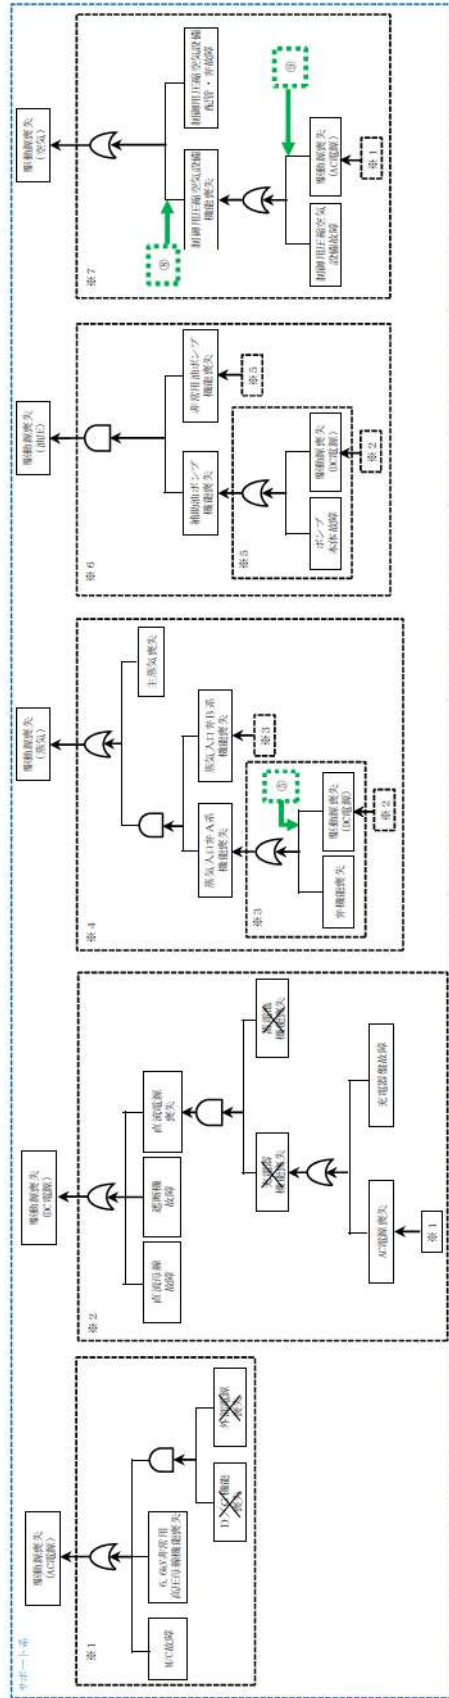 サポート系
駆動源喪失
(AC電源)
※1
M/C故障
6.6kV非常用
高圧母線機能喪失
D/G機能
喪失
外部電源
喪失
駆動源喪失
(DC電源)
※2
直流母線
故障
遮断機
故障
直流電源
喪失
充電器
機能喪失
蓄電池
機能喪失
AC電源喪失
充電器盤故障
※1
駆動源喪失
(蒸気)
※4
主蒸気喪失
蒸気入口弁A系
機能喪失
蒸気入口弁B系
機能喪失
※3
※3
⑤
弁機能喪失
駆動源喪失
(DC電源)
※2
駆動源喪失
(油圧)
※6
補助油ポンプ
機能喪失
非常用油ポンプ
機能喪失
※5
※5
ポンプ
本体故障
駆動源喪失
(DC電源)
※2
駆動源喪失
(空気)
※7
⑧
制御用圧縮空気設備
機能喪失
制御用圧縮空気設備
配管・弁故障
⑨
制御用圧縮空気
設備故障
駆動源喪失
(AC電源)
※1